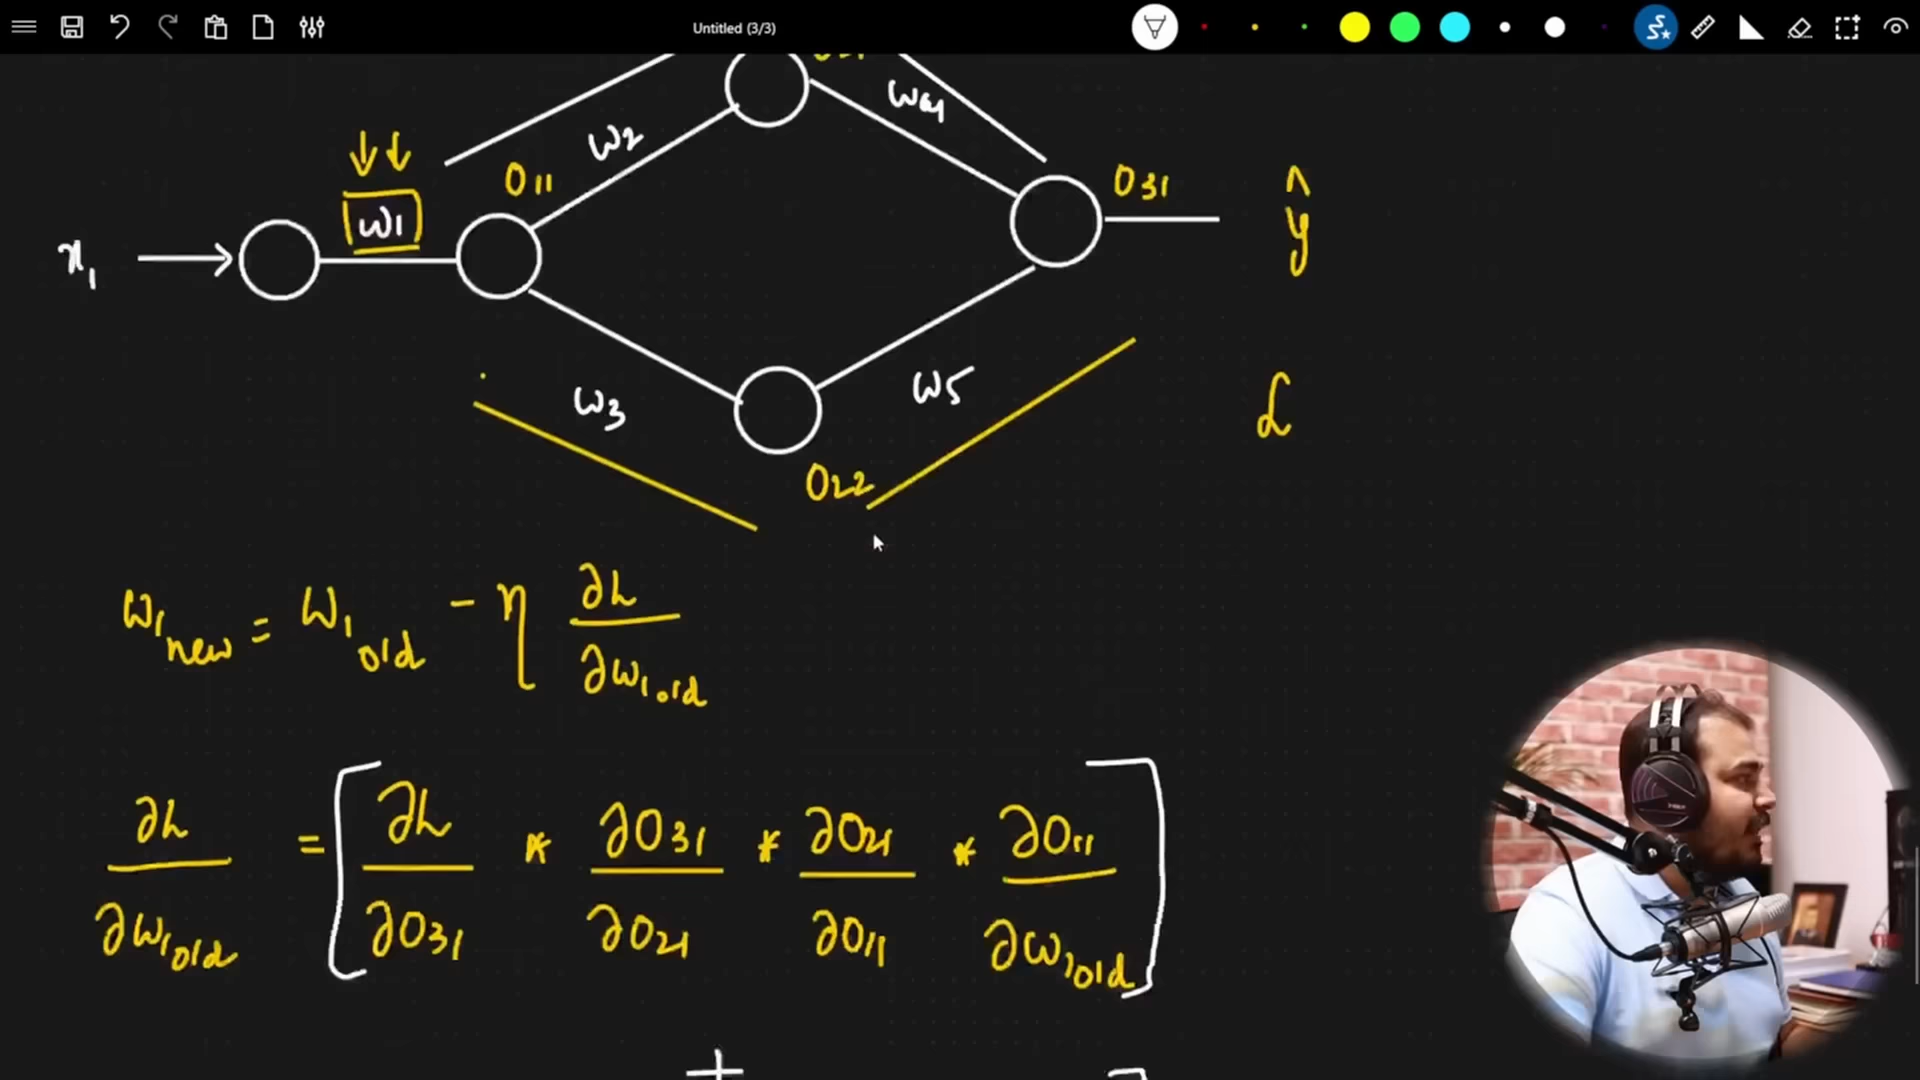 Untitled (3/3)
W2
W4
O11
O31
ŷ
W1
x1
W3
W5
L
O22
W1new = W1old - η ∂L / ∂W1old
∂L / ∂W1old = [ ∂L / ∂O31 * ∂O31 / ∂O21 * ∂O21 / ∂O11 * ∂O11 / ∂W1old ]
+